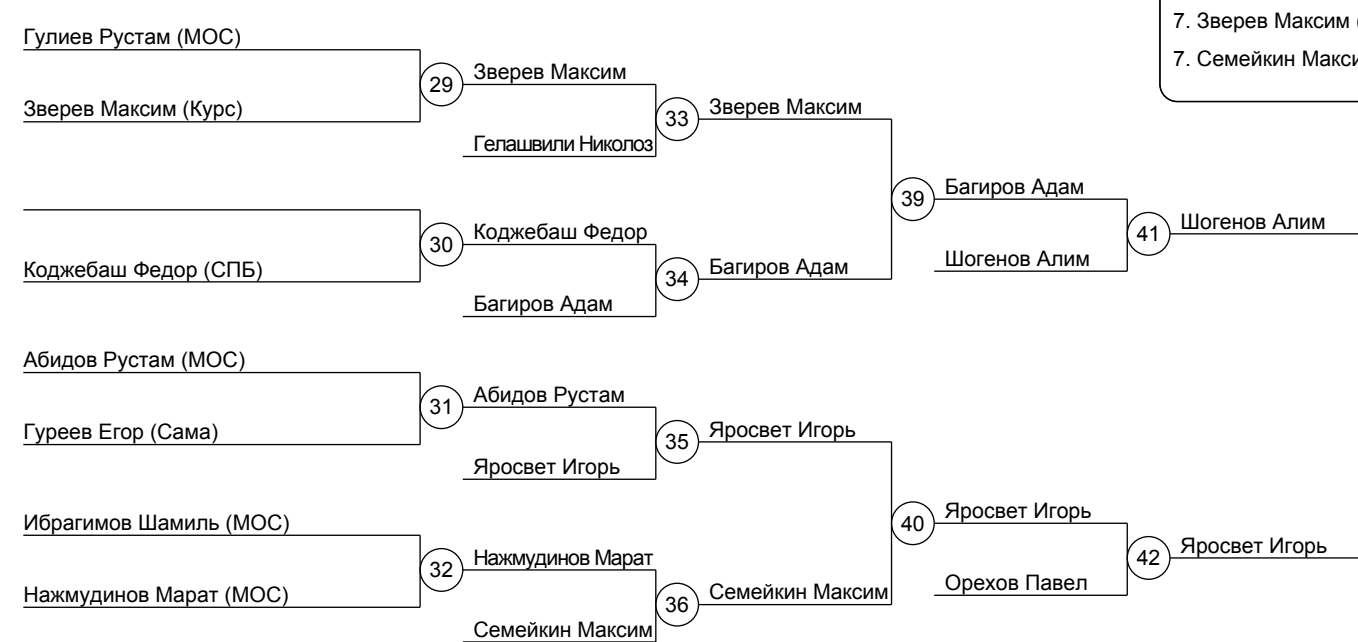 7. Зверев Максим (
7. Семейкин Макси
Гулиев Рустам (МОС)
29
Зверев Максим
Зверев Максим (Курс)
33
Зверев Максим
Гелашвили Николоз
39
Багиров Адам
30
Коджебаш Федор
Коджебаш Федор (СПБ)
34
Багиров Адам
Багиров Адам
41
Шогенов Алим
Шогенов Алим
Абидов Рустам (МОС)
31
Абидов Рустам
Гуреев Егор (Сама)
35
Яросвет Игорь
Яросвет Игорь
40
Яросвет Игорь
Ибрагимов Шамиль (МОС)
32
Нажмудинов Марат
Нажмудинов Марат (МОС)
36
Семейкин Максим
Семейкин Максим
42
Яросвет Игорь
Орехов Павел